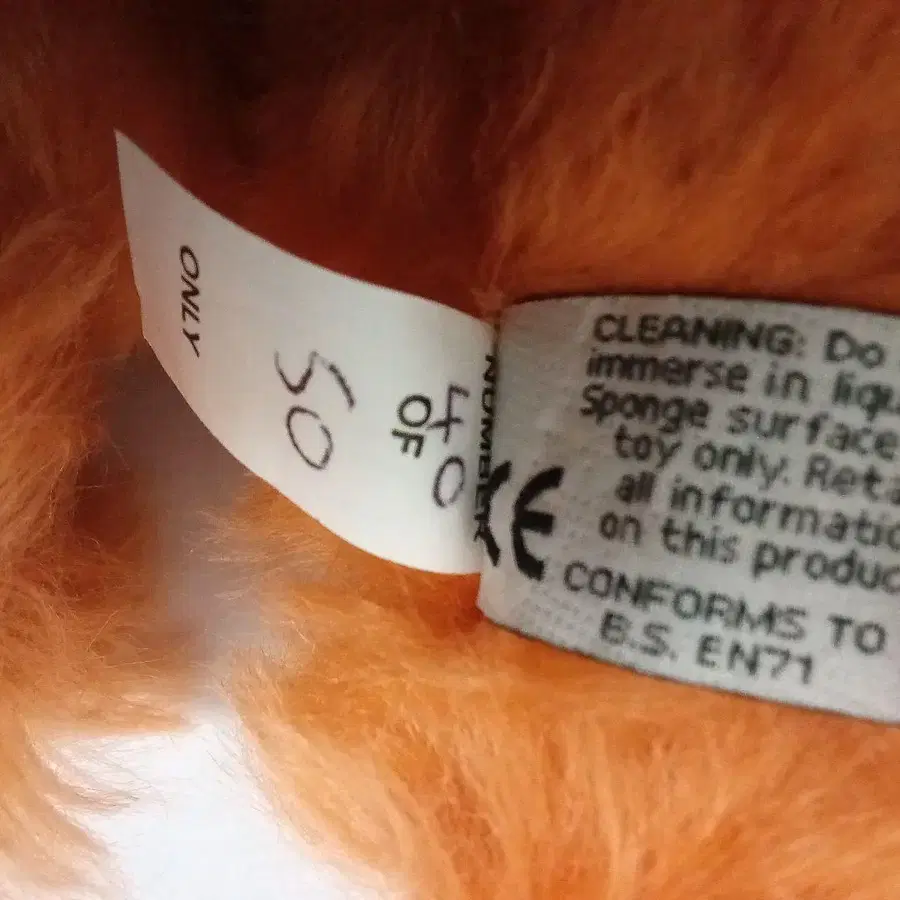 NUMBER
40
OF
50
ONLY
CE
CLEANING: Do
immerse in liqu
Sponge surface
toy only. Reta
all informatio
on this produc
CONFORMS TO
B.S. EN71